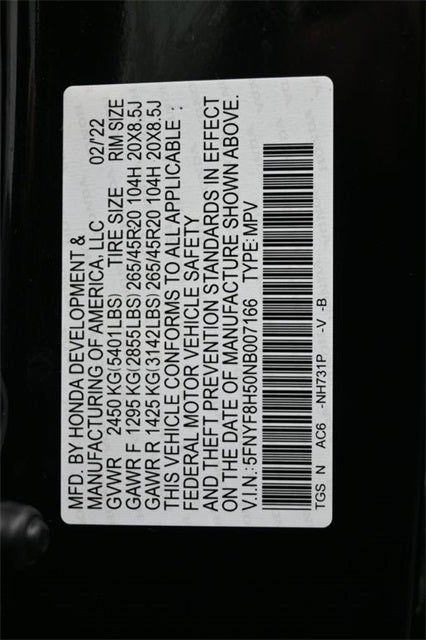 MFD. BY HONDA DEVELOPMENT &
MANUFACTURING OF AMERICA, LLC 02/'22
GVWR 2450 KG(5401LBS) TIRE SIZE RIM SIZE
GAWR F 1295 KG(2855LBS) 265/45R20 104H 20X8.5J
GAWR R 1425 KG(3142LBS) 265/45R20 104H 20X8.5J
THIS VEHICLE CONFORMS TO ALL APPLICABLE :
FEDERAL MOTOR VEHICLE SAFETY
AND THEFT PREVENTION STANDARDS IN EFFECT
ON THE DATE OF MANUFACTURE SHOWN ABOVE.
V.I.N.:5FNYF8H50NB007166 TYPE:MPV
TGS N AC6 -NH731P -V -B